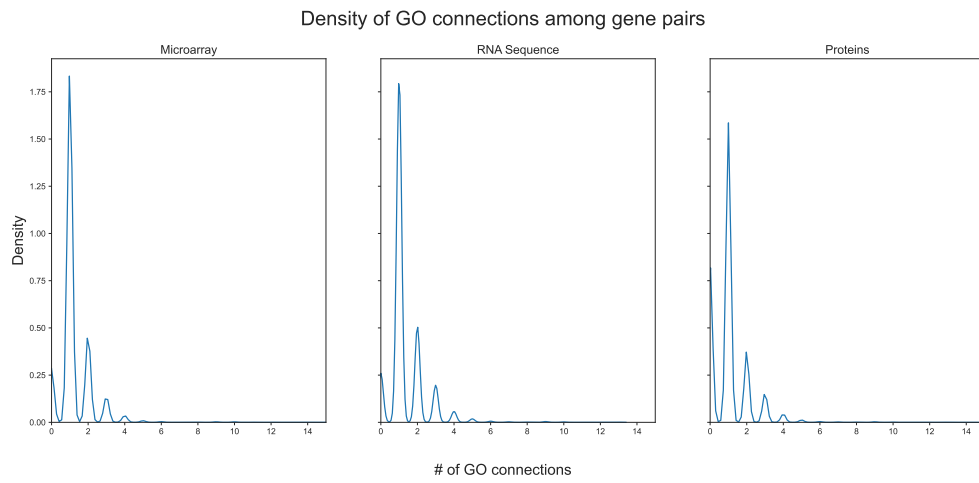 Density of GO connections among gene pairs
Microarray
RNA Sequence
Proteins
Density
1.75
1.50
1.25
1.00
0.75
0.50
0.25
0.00
0 2 4 6 8 10 12 14
0 2 4 6 8 10 12 14
0 2 4 6 8 10 12 14
# of GO connections